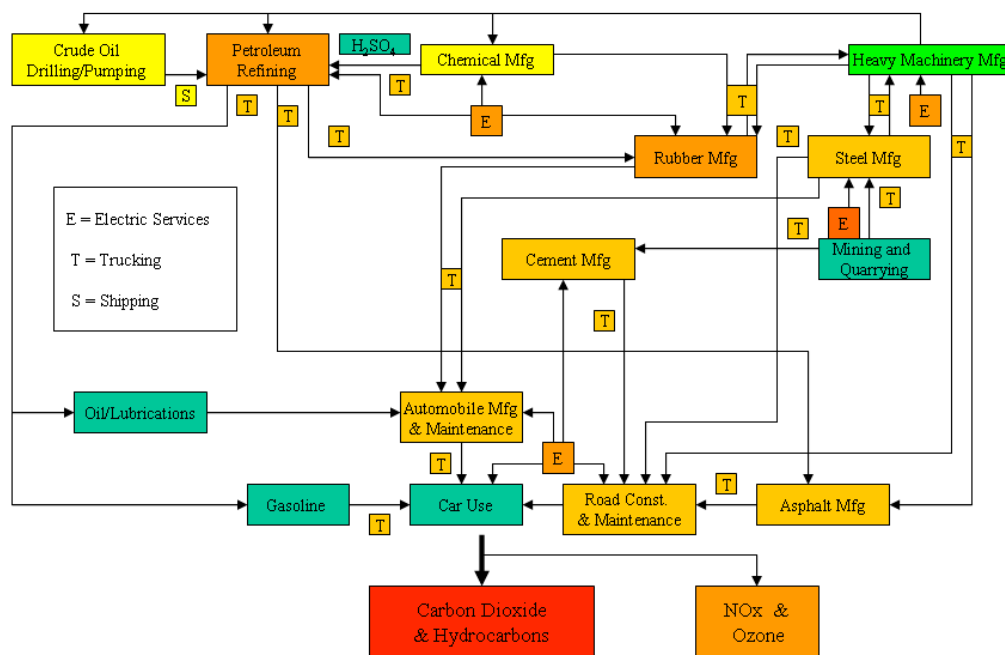 Crude Oil
Drilling/Pumping
Petroleum
Refining
H₂SO₄
Chemical Mfg
Heavy Machinery Mfg
S
T
T
T
T
E
T
T
E
T
T
Rubber Mfg
Steel Mfg
T
E
T
E = Electric Services
T = Trucking
S = Shipping
Cement Mfg
Mining and
Quarrying
T
T
Oil/Lubrications
Automobile Mfg
& Maintenance
T
E
Gasoline
T
Car Use
Road Const.
& Maintenance
T
Asphalt Mfg
Carbon Dioxide
& Hydrocarbons
NOx &
Ozone